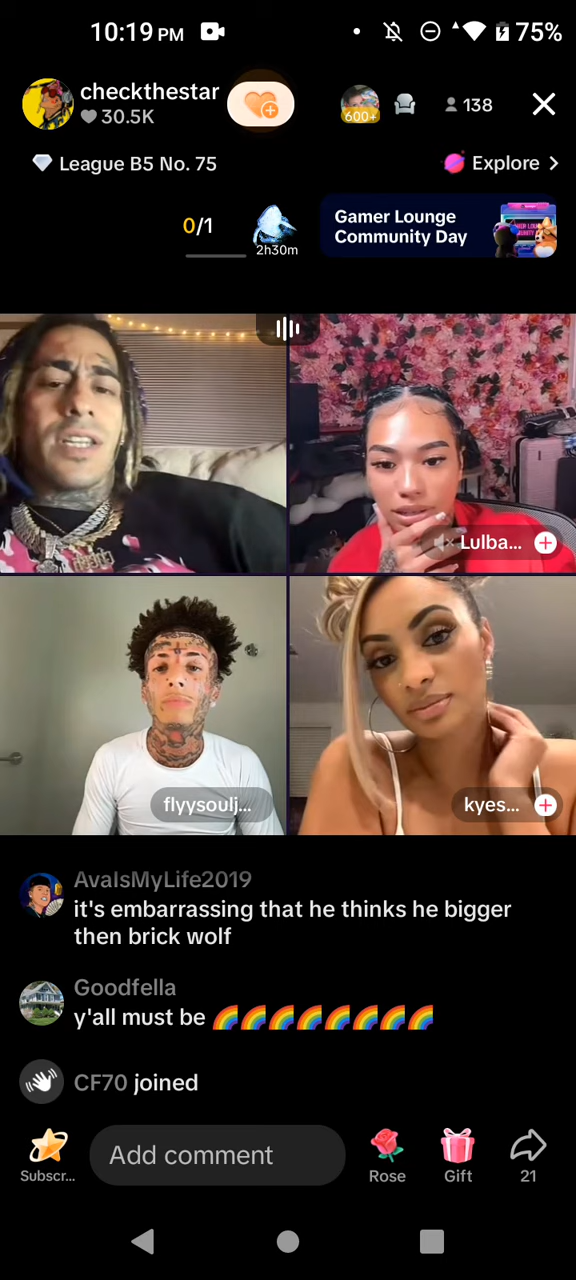 10:19 PM
75%
checkthestar
30.5K
600+
138
League B5 No. 75
Explore >
0/1
2h30m
Gamer Lounge
Community Day
Lulba...
flyysoulj...
kyes...
AvaIsMyLife2019
it's embarrassing that he thinks he bigger
then brick wolf
Goodfella
y'all must be 🌈🌈🌈🌈🌈🌈🌈🌈
CF70 joined
Add comment
Subscr...
Rose
Gift
21